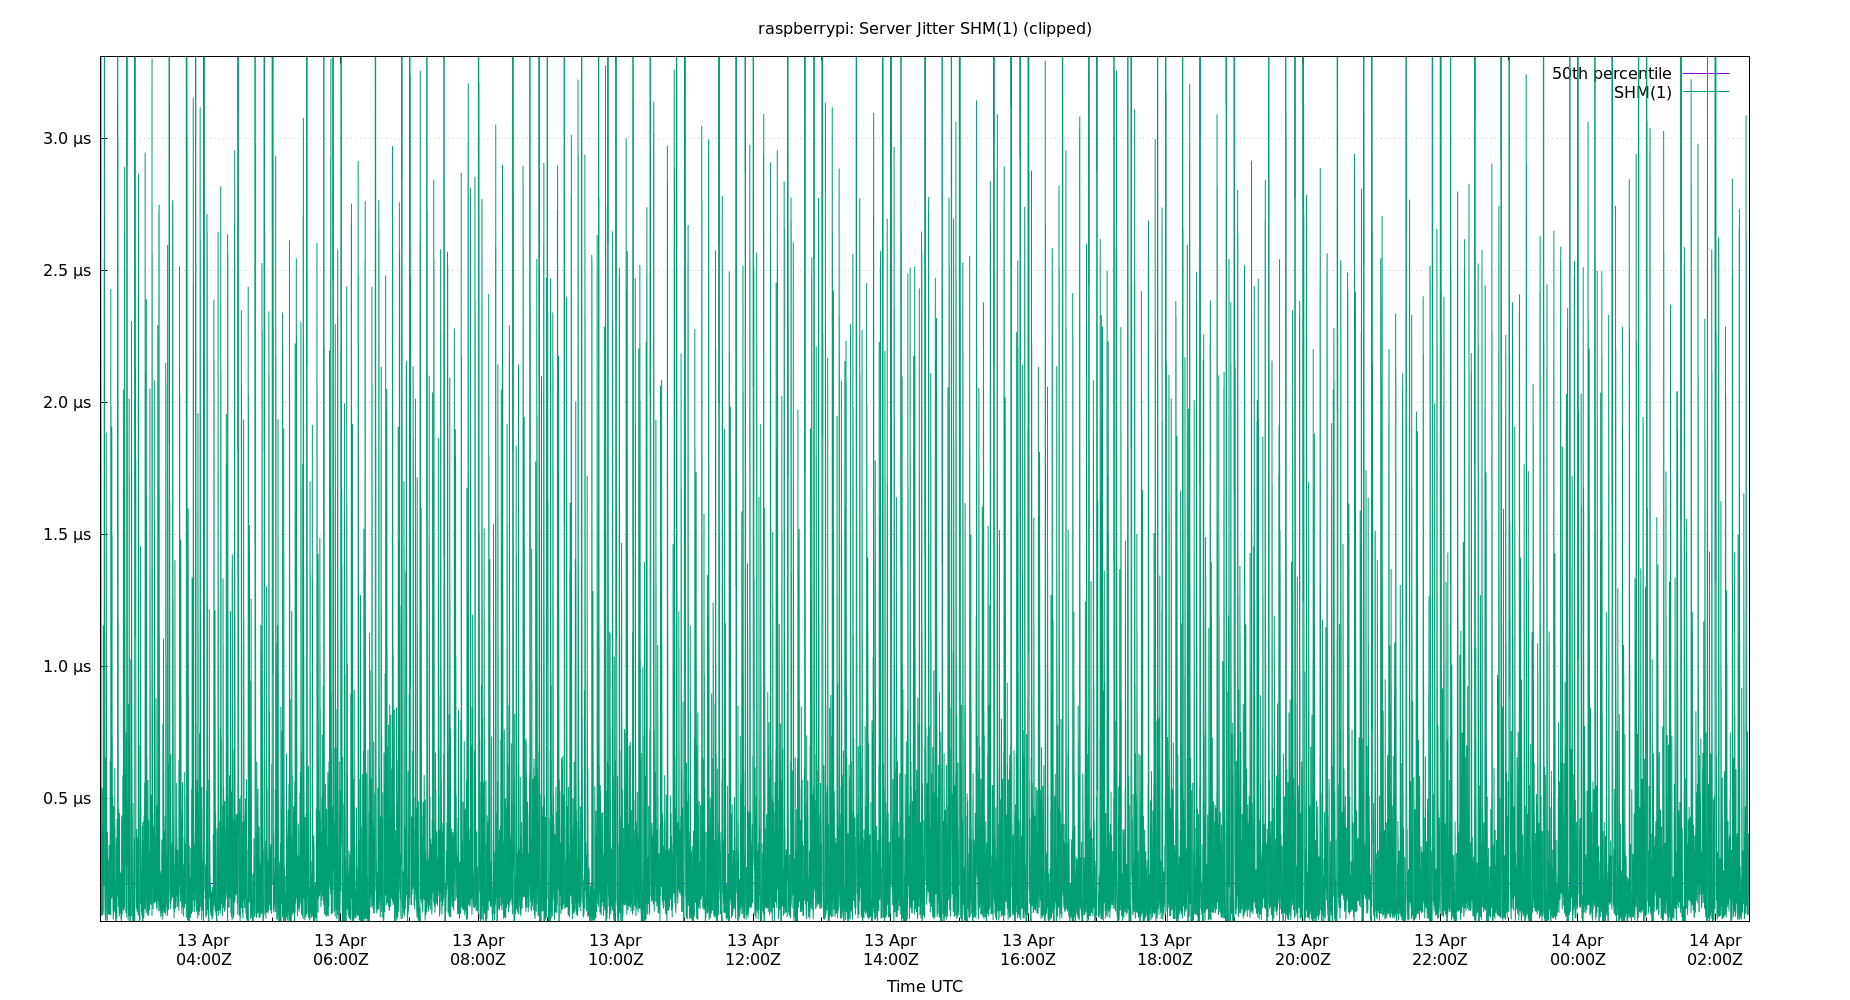 raspberrypi: Server Jitter SHM(1) (clipped)
50th percentile
SHM(1)
3.0 µs
2.5 µs
2.0 µs
1.5 µs
1.0 µs
0.5 µs
13 Apr 13 Apr 13 Apr 13 Apr 13 Apr 13 Apr 13 Apr 13 Apr 13 Apr 13 Apr 14 Apr 14 Apr
04:00Z 06:00Z 08:00Z 10:00Z 12:00Z 14:00Z 16:00Z 18:00Z 20:00Z 22:00Z 00:00Z 02:00Z
Time UTC